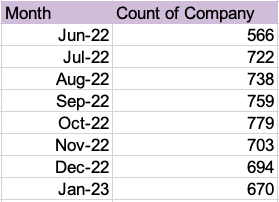 Month Count of Company
Jun-22 566
Jul-22 722
Aug-22 738
Sep-22 759
Oct-22 779
Nov-22 703
Dec-22 694
Jan-23 670